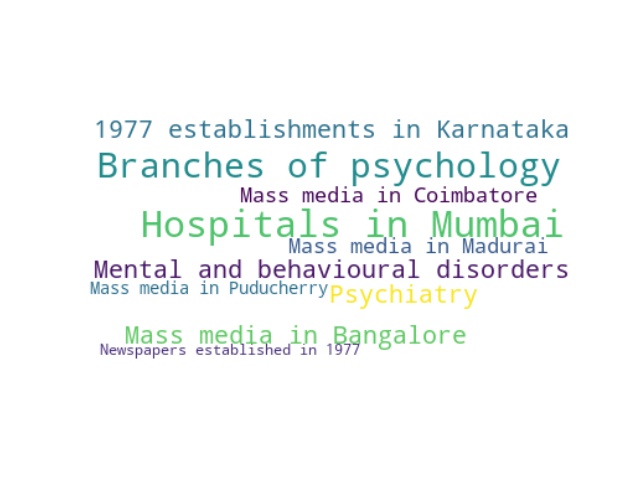 1977 establishments in Karnataka
Branches of psychology
Mass media in Coimbatore
Hospitals in Mumbai
Mass media in Madurai
Mental and behavioural disorders
Mass media in Puducherry
Psychiatry
Mass media in Bangalore
Newspapers established in 1977